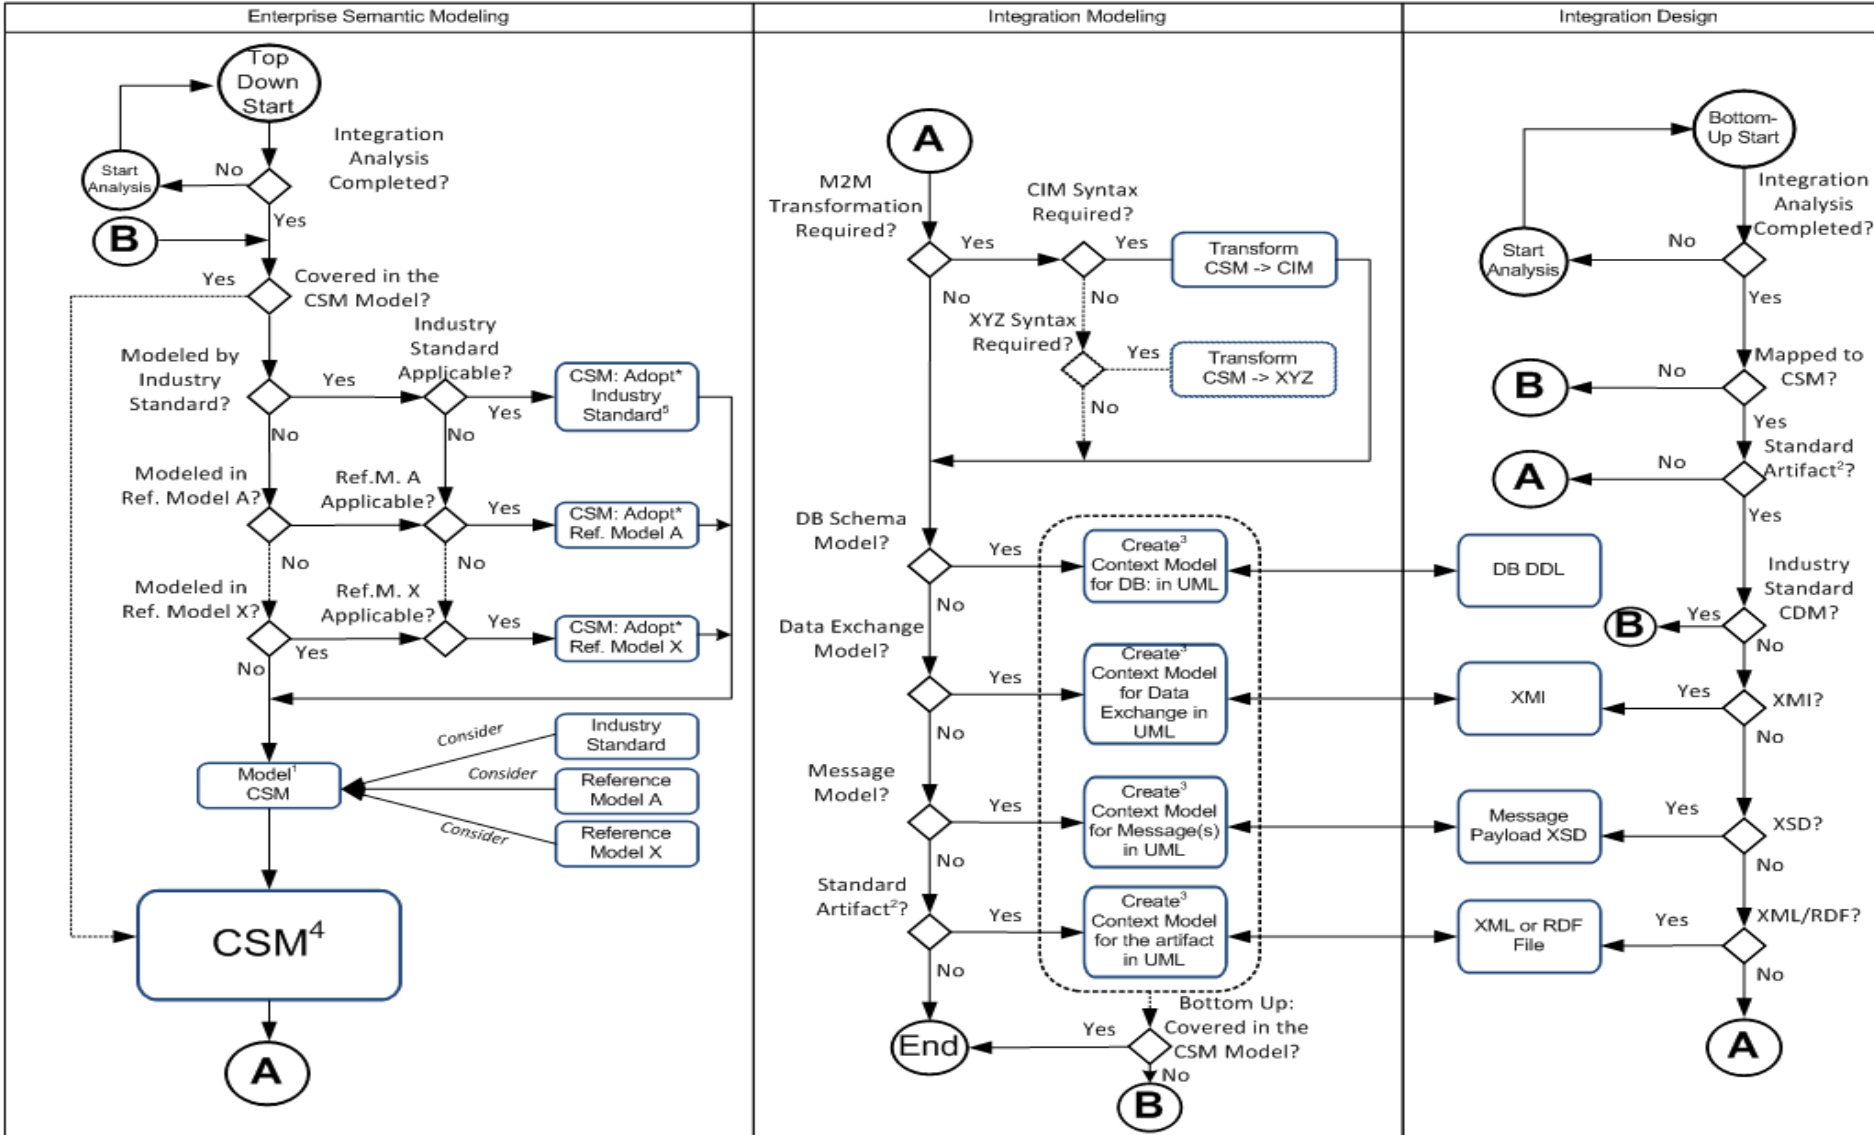 Enterprise Semantic Modeling
Top
Down
Start
Integration
Analysis
Completed?
No
Start
Analysis
Yes
B
Yes
Covered in the
CSM Model?
Industry
Standard
Applicable?
Modeled by
Industry
Standard?
Yes
Yes
CSM: Adopt*
Industry
Standard⁵
No
No
Modeled in
Ref. Model A?
Ref.M. A
Applicable?
Yes
CSM: Adopt*
Ref. Model A
No
No
Modeled in
Ref. Model X?
Ref.M. X
Applicable?
Yes
Yes
CSM: Adopt*
Ref. Model X
No
Consider
Industry
Standard
Model¹
CSM
Consider
Reference
Model A
Consider
Reference
Model X
CSM⁴
A
Integration Modeling
A
M2M
Transformation
Required?
CIM Syntax
Required?
Yes
Yes
Transform
CSM -> CIM
No
No
XYZ Syntax
Required?
Yes
Transform
CSM -> XYZ
No
DB Schema
Model?
Yes
Create³
Context Model
for DB: in UML
No
Data Exchange
Model?
Yes
Create³
Context Model
for Data
Exchange in
UML
No
Message
Model?
Yes
Create³
Context Model
for Message(s)
in UML
No
Standard
Artifact²?
Yes
Create³
Context Model
for the artifact
in UML
No
Bottom Up:
Covered in the
CSM Model?
Yes
End
No
B
Integration Design
Bottom-
Up Start
Integration
Analysis
Completed?
No
Start
Analysis
Yes
Mapped to
CSM?
No
B
Yes
Standard
Artifact²?
No
A
Yes
DB DDL
Industry
Standard
CDM?
Yes
B
No
XMI
Yes
XMI?
No
Message
Payload XSD
Yes
XSD?
No
XML or RDF
File
Yes
XML/RDF?
No
A